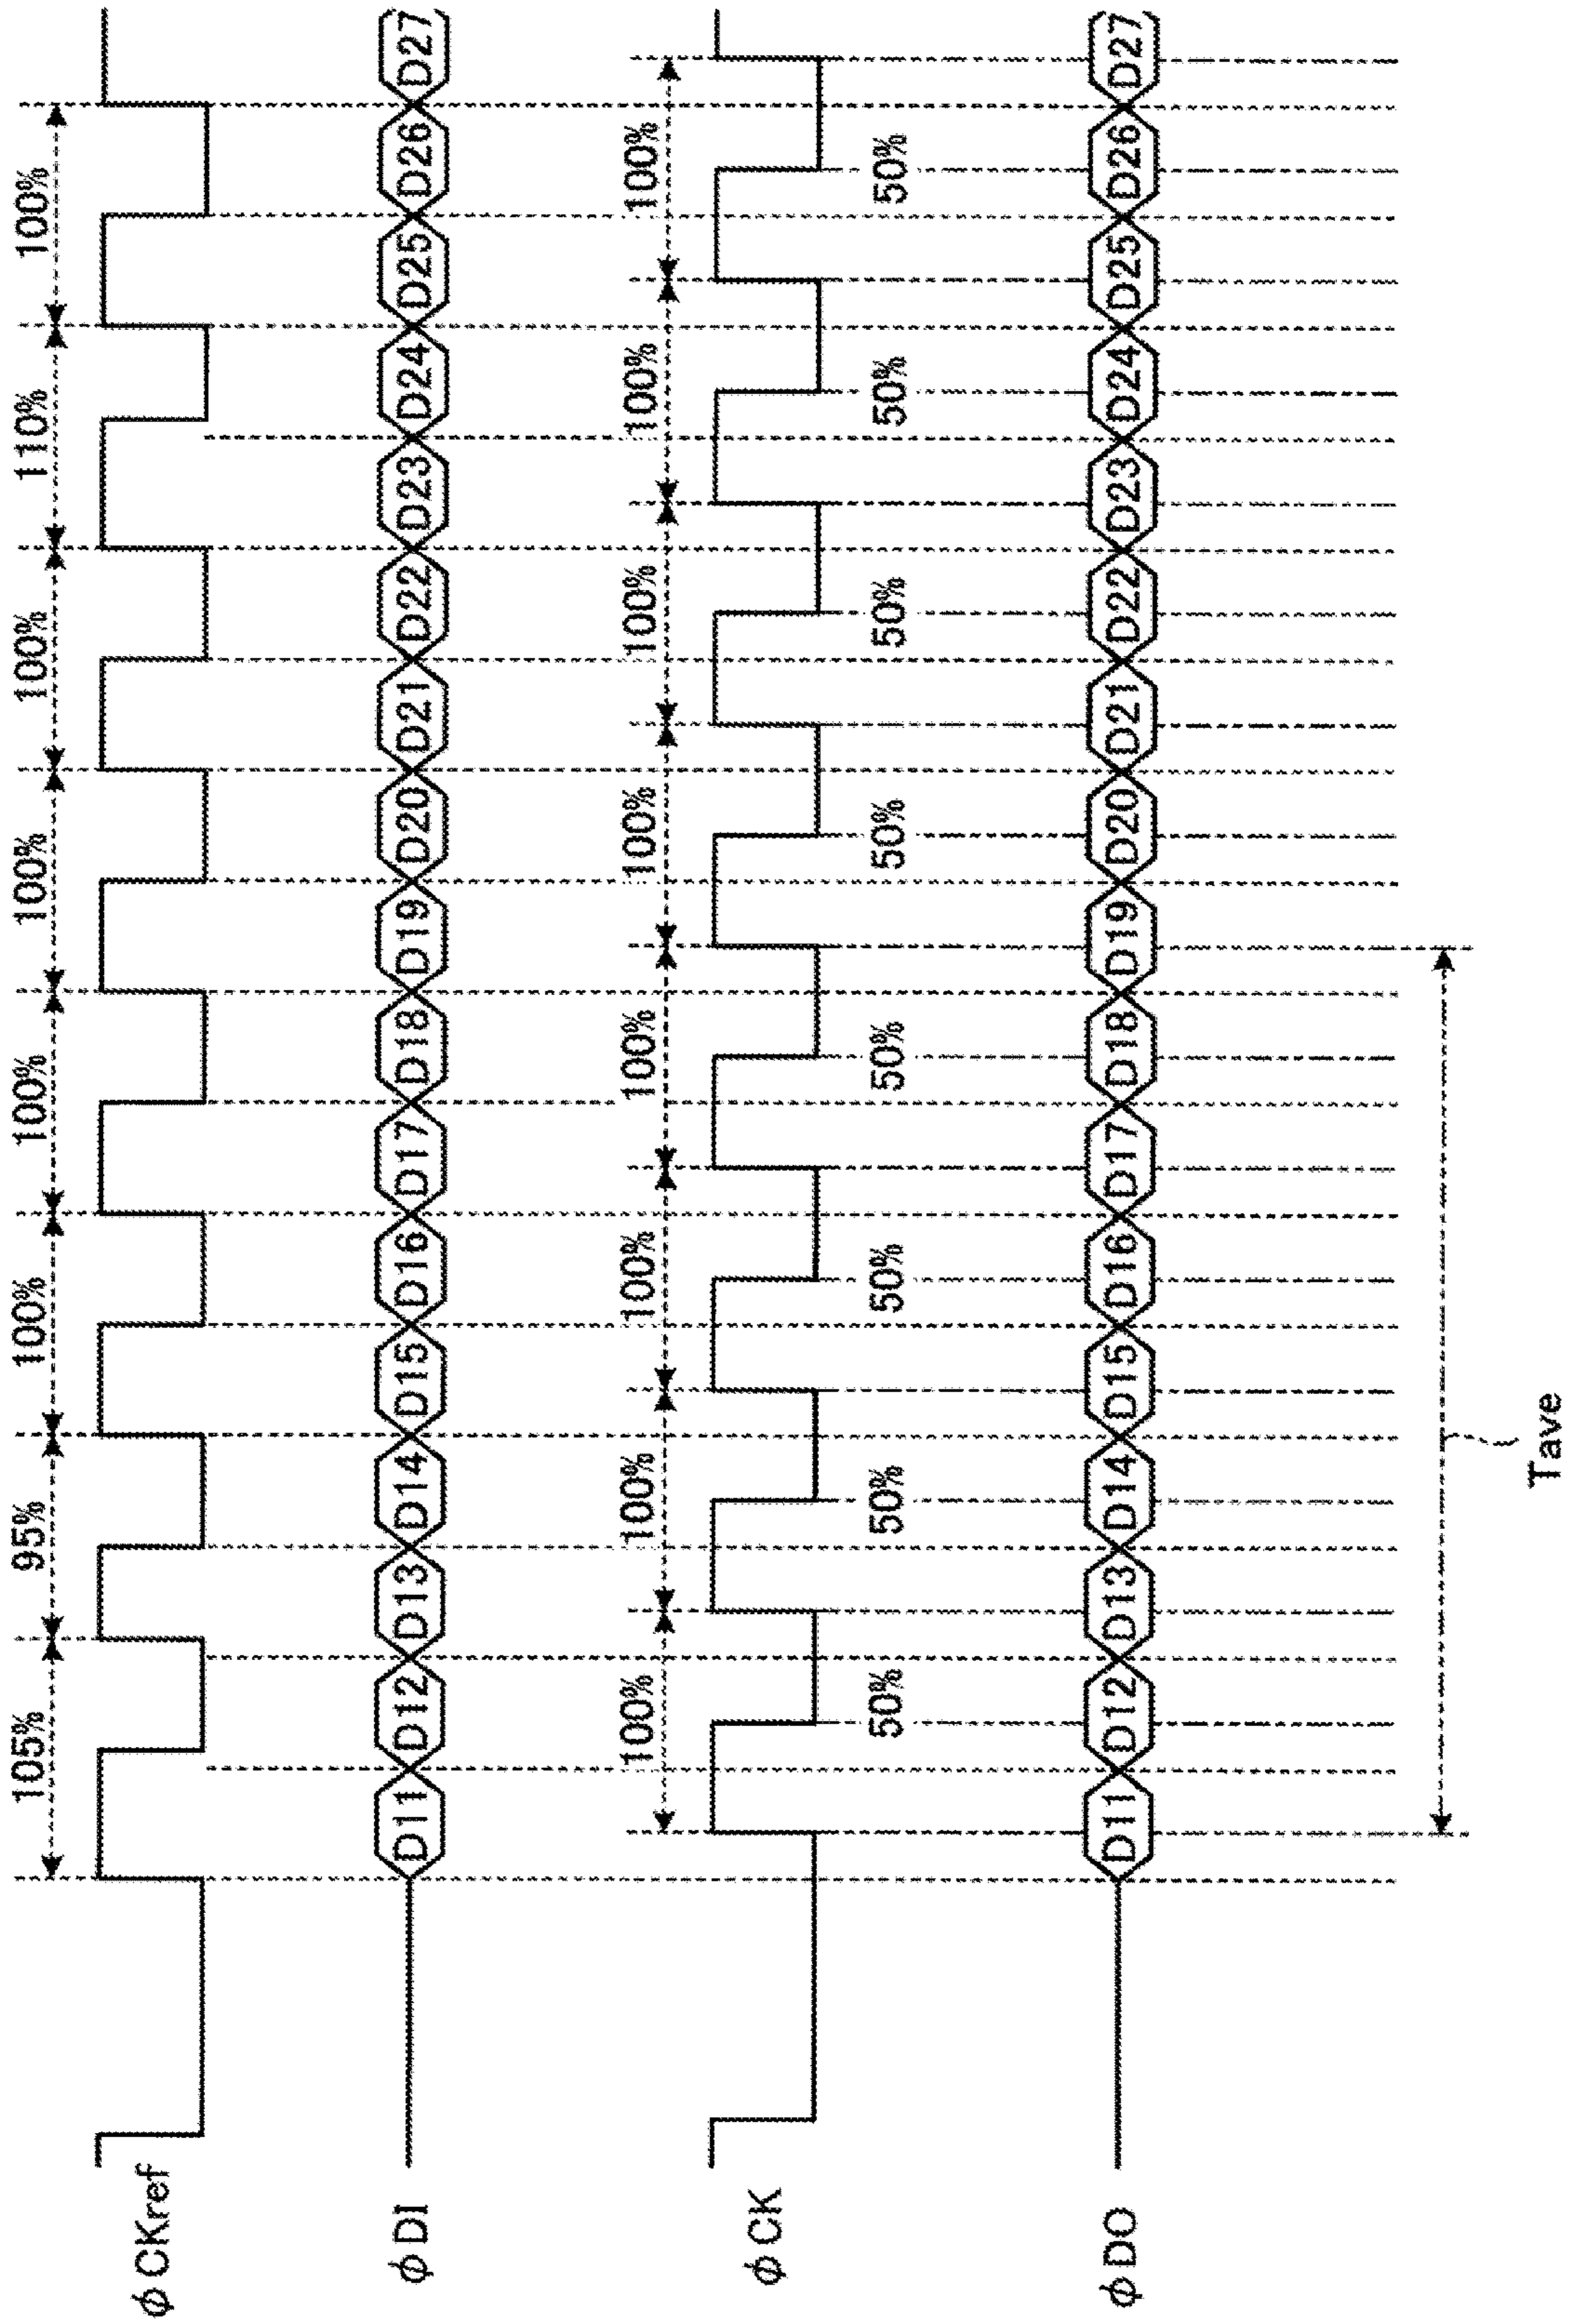 105% 95% 100% 100% 100% 100% 110% 100%
φCKref
φDI D11 D12 D13 D14 D15 D16 D17 D18 D19 D20 D21 D22 D23 D24 D25 D26 D27
100% 100% 100% 100% 100% 100% 100% 100%
φCK
50% 50% 50% 50% 50% 50% 50% 50%
φDO D11 D12 D13 D14 D15 D16 D17 D18 D19 D20 D21 D22 D23 D24 D25 D26 D27
Tave